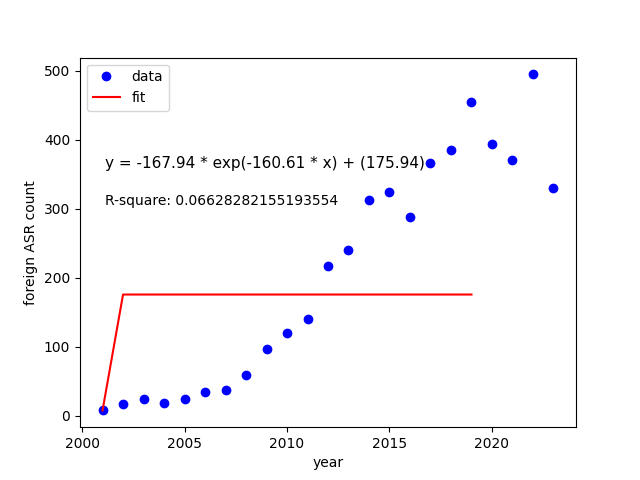 data
fit
y = -167.94 * exp(-160.61 * x) + (175.94)
R-square: 0.06628282155193554
foreign ASR count
500
400
300
200
100
0
2000
2005
2010
2015
2020
year